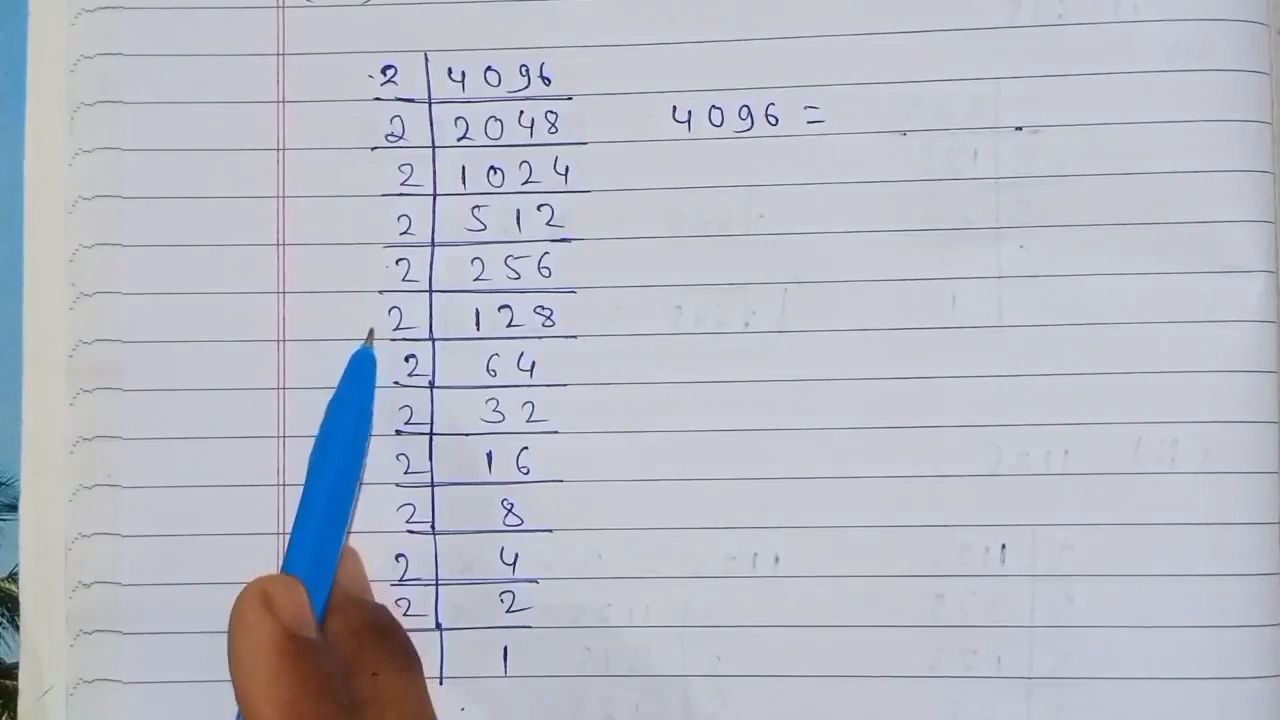 2 | 4096
2 | 2048
2 | 1024
2 | 512
2 | 256
2 | 128
2 | 64
2 | 32
2 | 16
2 | 8
2 | 4
2 | 2
| 1
4096 =